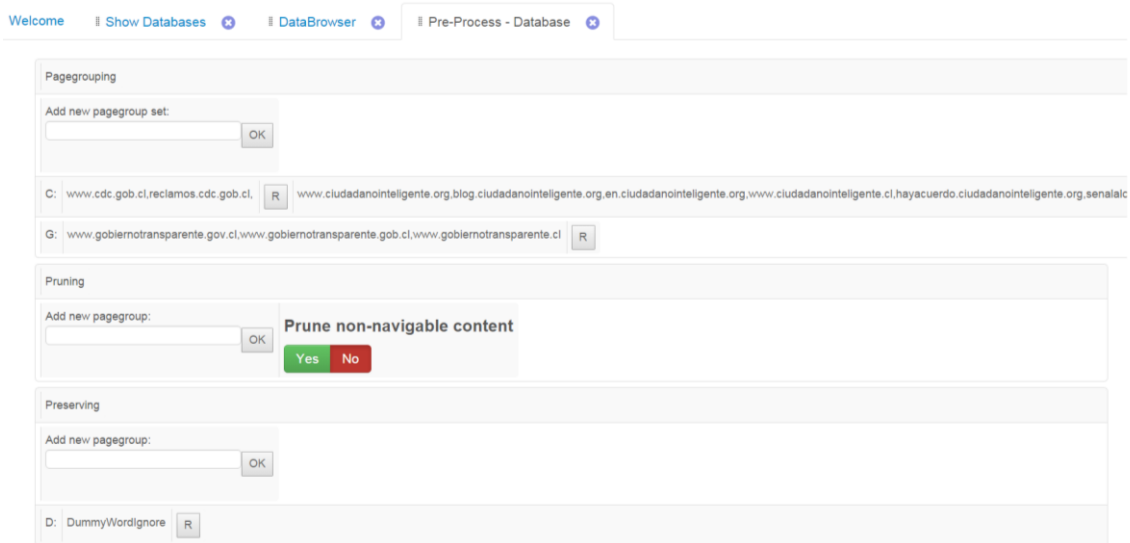 Welcome Show Databases DataBrowser Pre-Process - Database
Pagegrouping
Add new pagegroup set:
OK
C: www.cdc.gob.cl,reclamos.cdc.gob.cl, R www.ciudadanointeligente.org,blog.ciudadanointeligente.org,en.ciudadanointeligente.org,www.ciudadanointeligente.cl,hayacuerdo.ciudadanointeligente.org,senalalc
G: www.gobiernotransparente.gov.cl,www.gobiernotransparente.gob.cl,www.gobiernotransparente.cl R
Pruning
Add new pagegroup:
OK
Prune non-navigable content
Yes No
Preserving
Add new pagegroup:
OK
D: DummyWordIgnore R